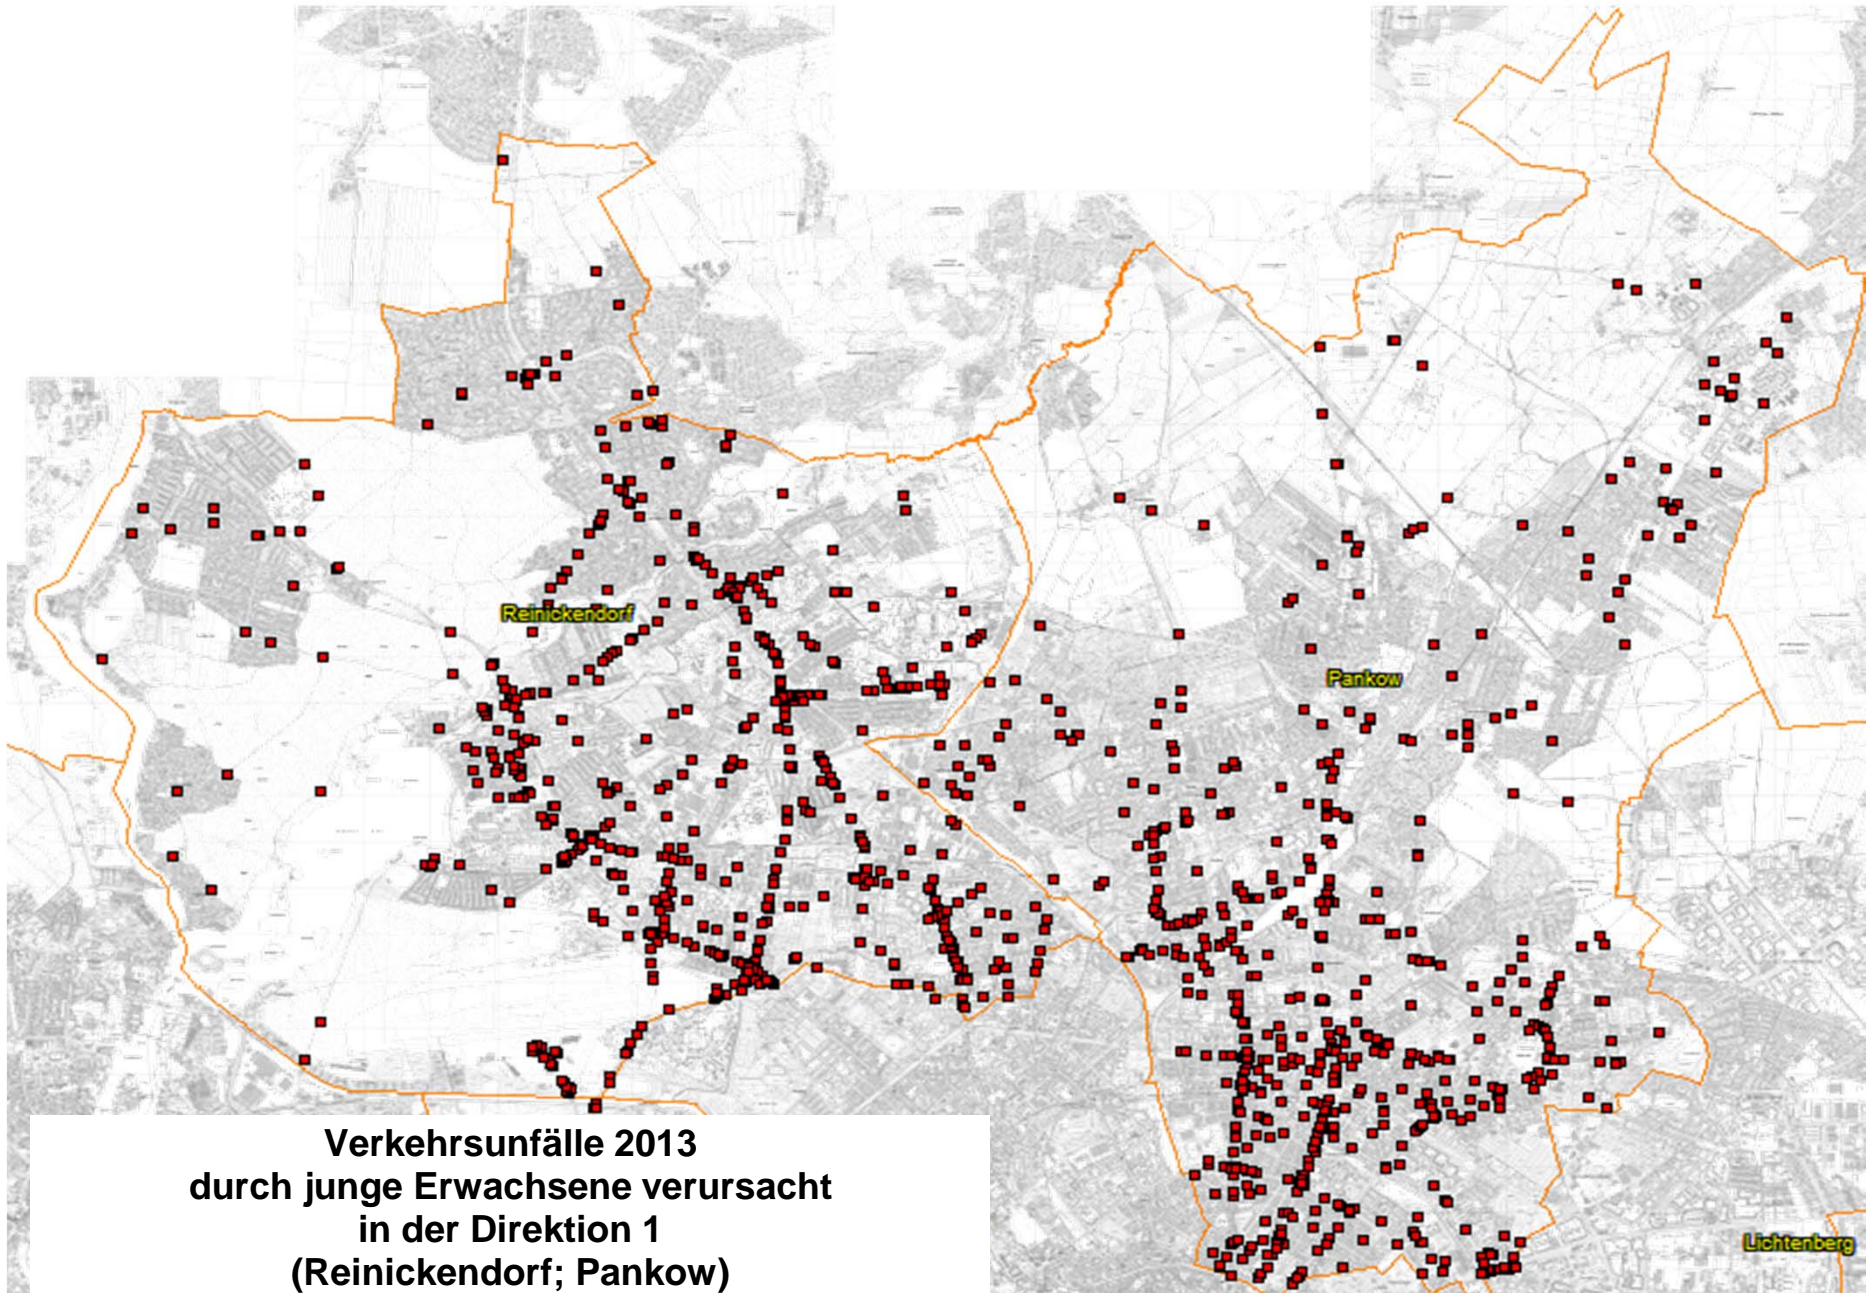 Reinickendorf
Pankow
Lichtenberg
Verkehrsunfälle 2013
durch junge Erwachsene verursacht
in der Direktion 1
(Reinickendorf; Pankow)